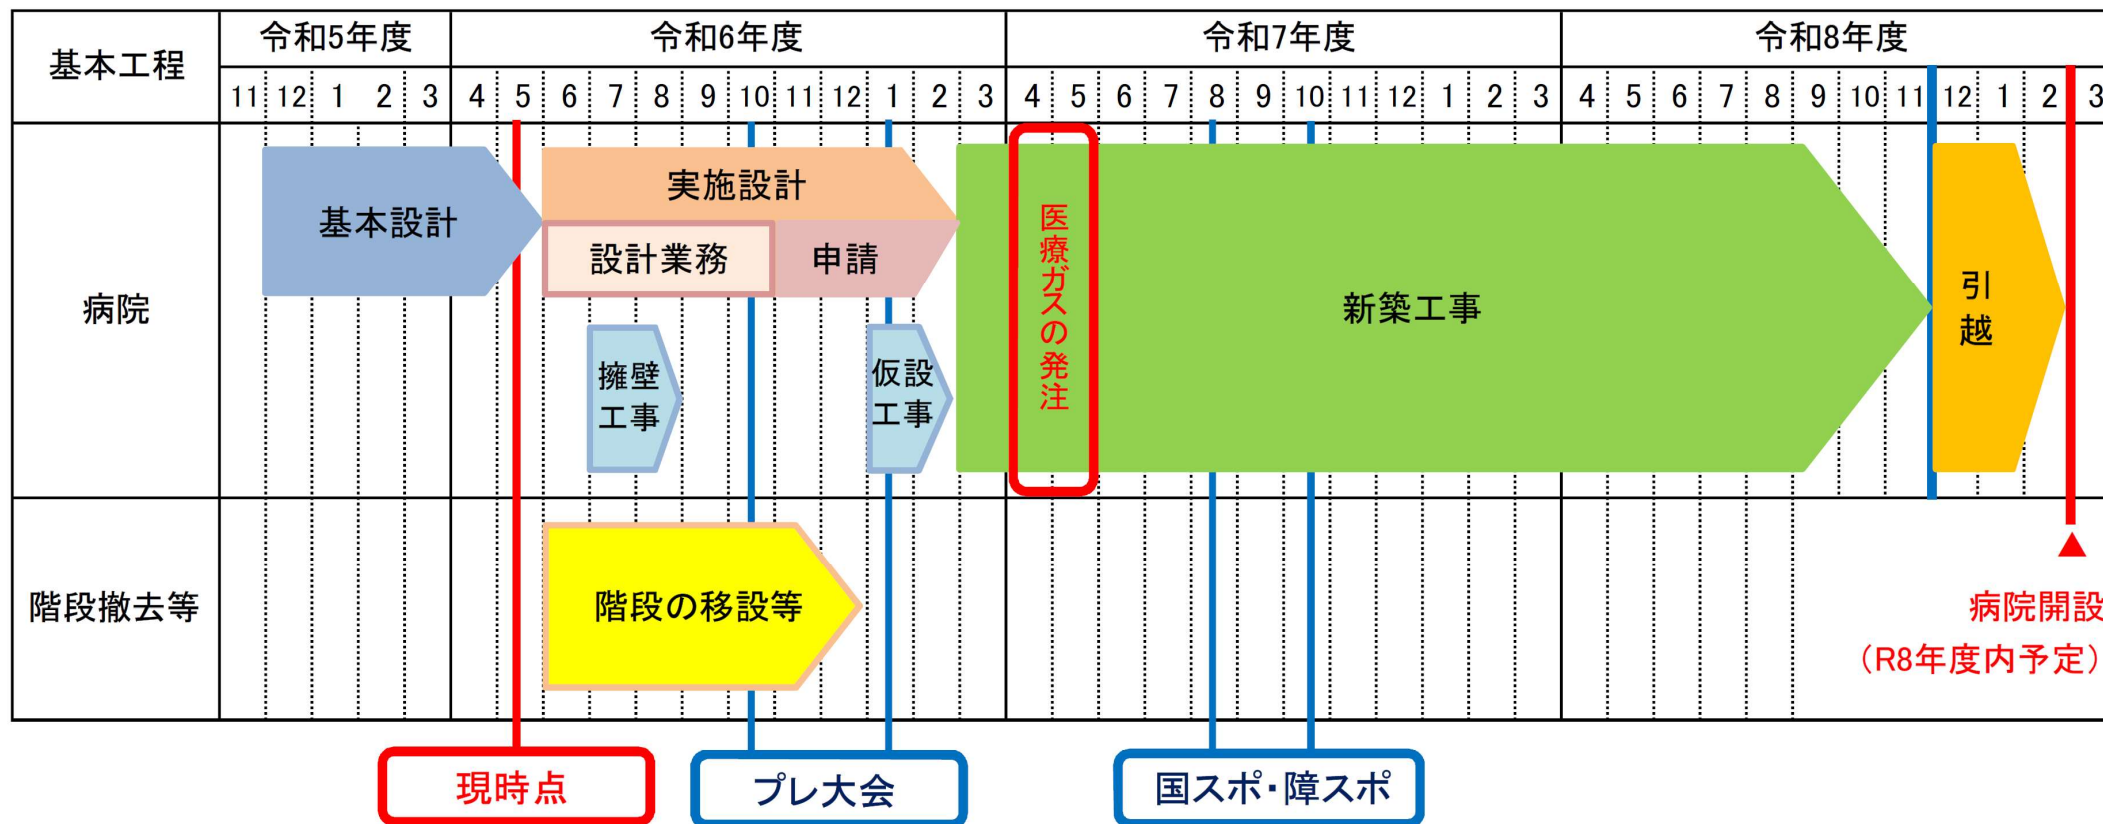 基本工程
令和5年度 令和6年度 令和7年度 令和8年度
11 12 1 2 3 4 5 6 7 8 9 10 11 12 1 2 3 4 5 6 7 8 9 10 11 12 1 2 3 4 5 6 7 8 9 10 11 12 1 2 3
病院
基本設計
実施設計
設計業務
申請
擁壁
工事
仮設
工事
医療ガスの発注
新築工事
引
越
階段撤去等
階段の移設等
病院開設
（R8年度内予定）
現時点
プレ大会
国スポ・障スポ